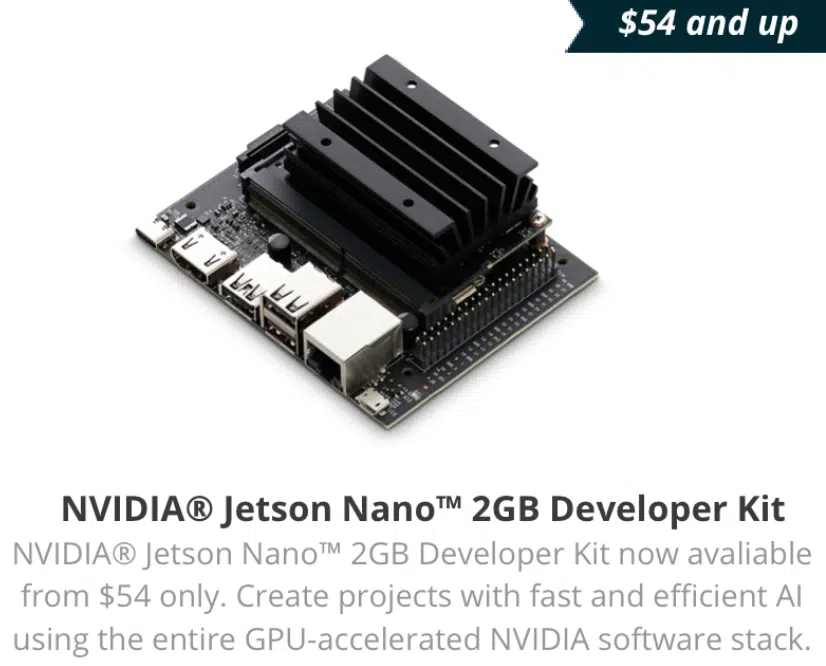 $54 and up
NVIDIA® Jetson Nano™ 2GB Developer Kit
NVIDIA® Jetson Nano™ 2GB Developer Kit now avaliable
from $54 only. Create projects with fast and efficient AI
using the entire GPU-accelerated NVIDIA software stack.